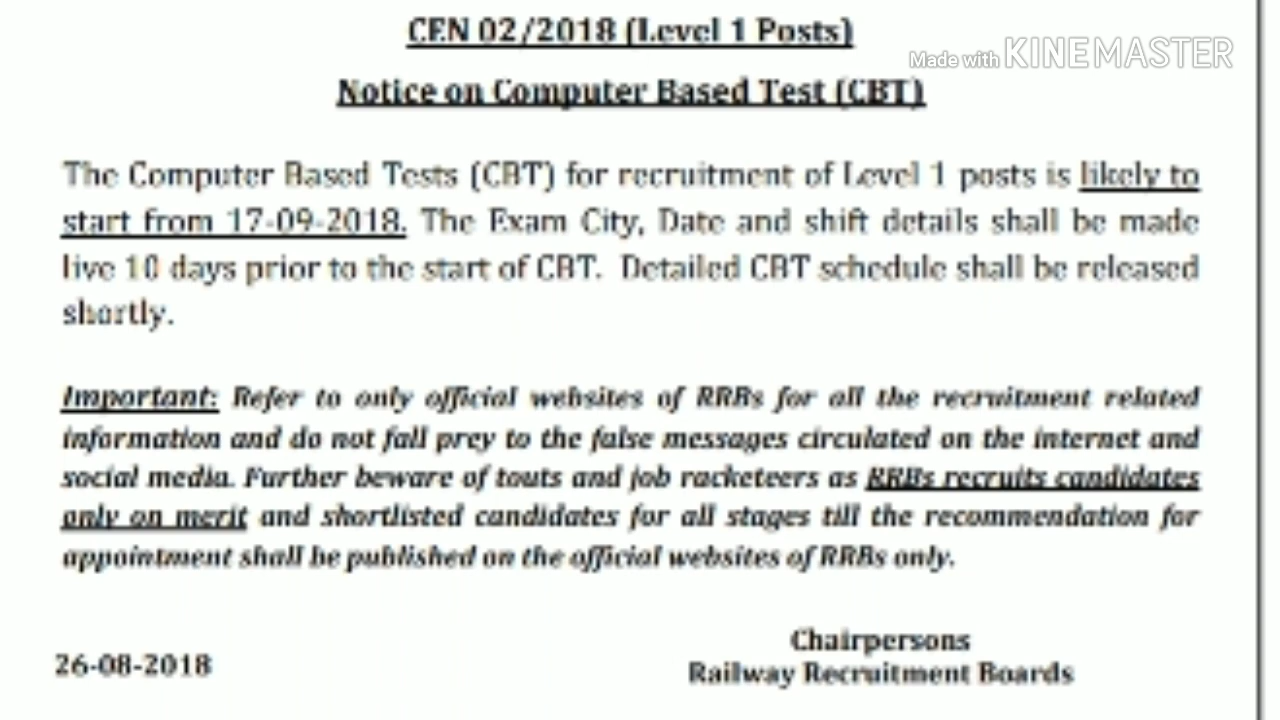 CEN 02/2018 (Level 1 Posts)
Made with KINEMASTER
Notice on Computer Based Test (CBT)
The Computer Based Tests (CBT) for recruitment of Level 1 posts is likely to
start from 17-09-2018. The Exam City, Date and shift details shall be made
live 10 days prior to the start of CBT. Detailed CBT schedule shall be released
shortly.
Important: Refer to only official websites of RRBs for all the recruitment related
information and do not fall prey to the false messages circulated on the internet and
social media. Further beware of touts and job racketeers as RRBs recruits candidates
only on merit and shortlisted candidates for all stages till the recommendation for
appointment shall be published on the official websites of RRBs only.
Chairpersons
26-08-2018
Railway Recruitment Boards